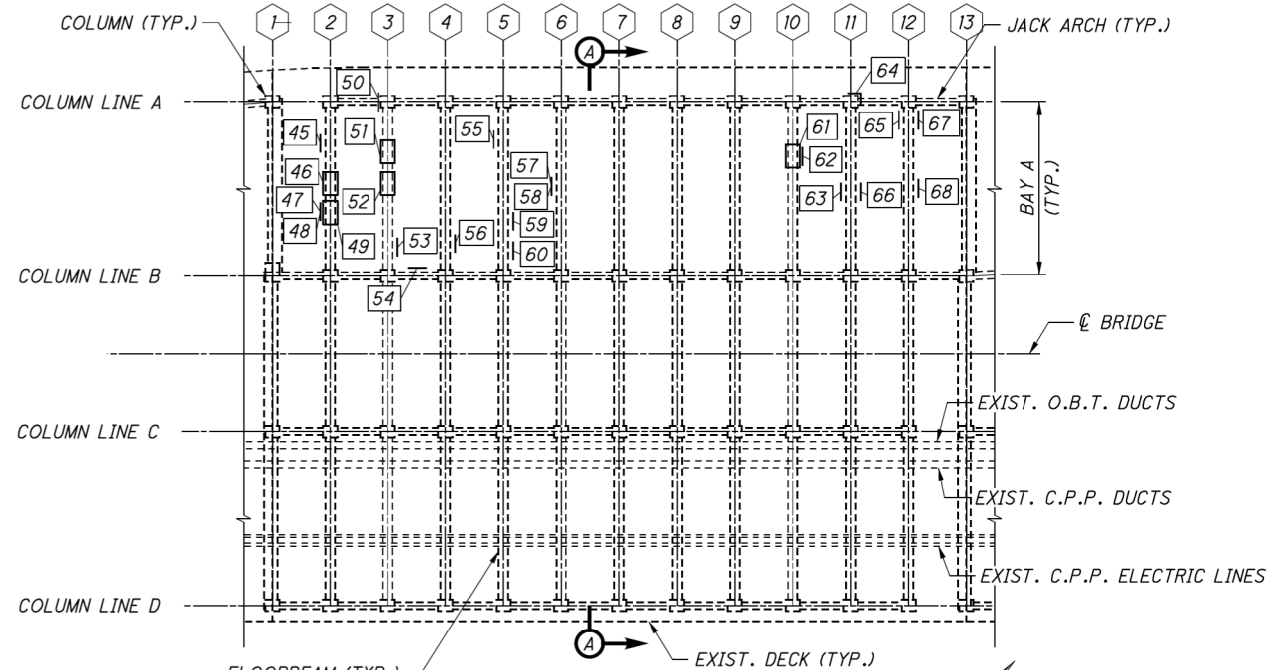 COLUMN (TYP.)
1 2 3 4 5 6 7 8 9 10 11 12 13
JACK ARCH (TYP.)
A
COLUMN LINE A
50
64
45
51
55
61
65
67
46
57
62
47
52
58
63
66
68
48
49
53
56
59
60
54
BAY A
(TYP.)
COLUMN LINE B
℄ BRIDGE
EXIST. O.B.T. DUCTS
COLUMN LINE C
EXIST. C.P.P. DUCTS
EXIST. C.P.P. ELECTRIC LINES
COLUMN LINE D
A
EXIST. DECK (TYP.)
FLOORBEAM (TYP.)